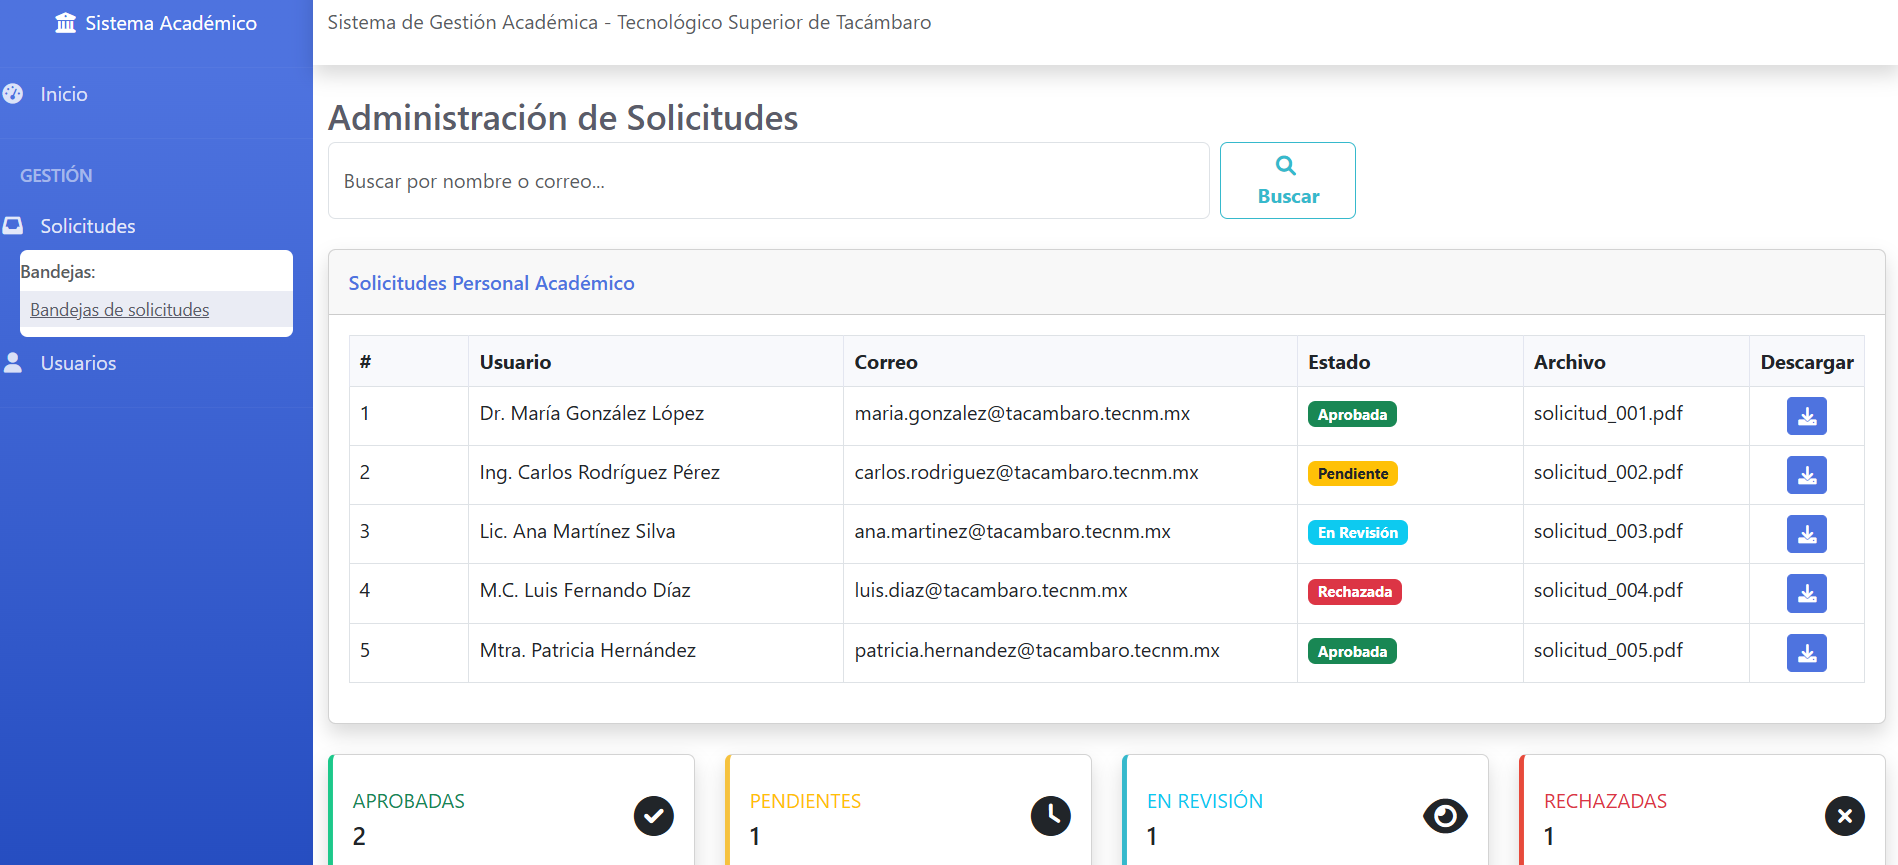 Sistema Académico
Inicio
GESTIÓN
Solicitudes
Bandejas:
Bandejas de solicitudes
Usuarios
Sistema de Gestión Académica - Tecnológico Superior de Tacámbaro
Administración de Solicitudes
Buscar por nombre o correo...
Buscar
Solicitudes Personal Académico
# Usuario Correo Estado Archivo Descargar
1 Dr. María González López maria.gonzalez@tacambaro.tecnm.mx Aprobada solicitud_001.pdf
2 Ing. Carlos Rodríguez Pérez carlos.rodriguez@tacambaro.tecnm.mx Pendiente solicitud_002.pdf
3 Lic. Ana Martínez Silva ana.martinez@tacambaro.tecnm.mx En Revisión solicitud_003.pdf
4 M.C. Luis Fernando Díaz luis.diaz@tacambaro.tecnm.mx Rechazada solicitud_004.pdf
5 Mtra. Patricia Hernández patricia.hernandez@tacambaro.tecnm.mx Aprobada solicitud_005.pdf
APROBADAS
2
PENDIENTES
1
EN REVISIÓN
1
RECHAZADAS
1